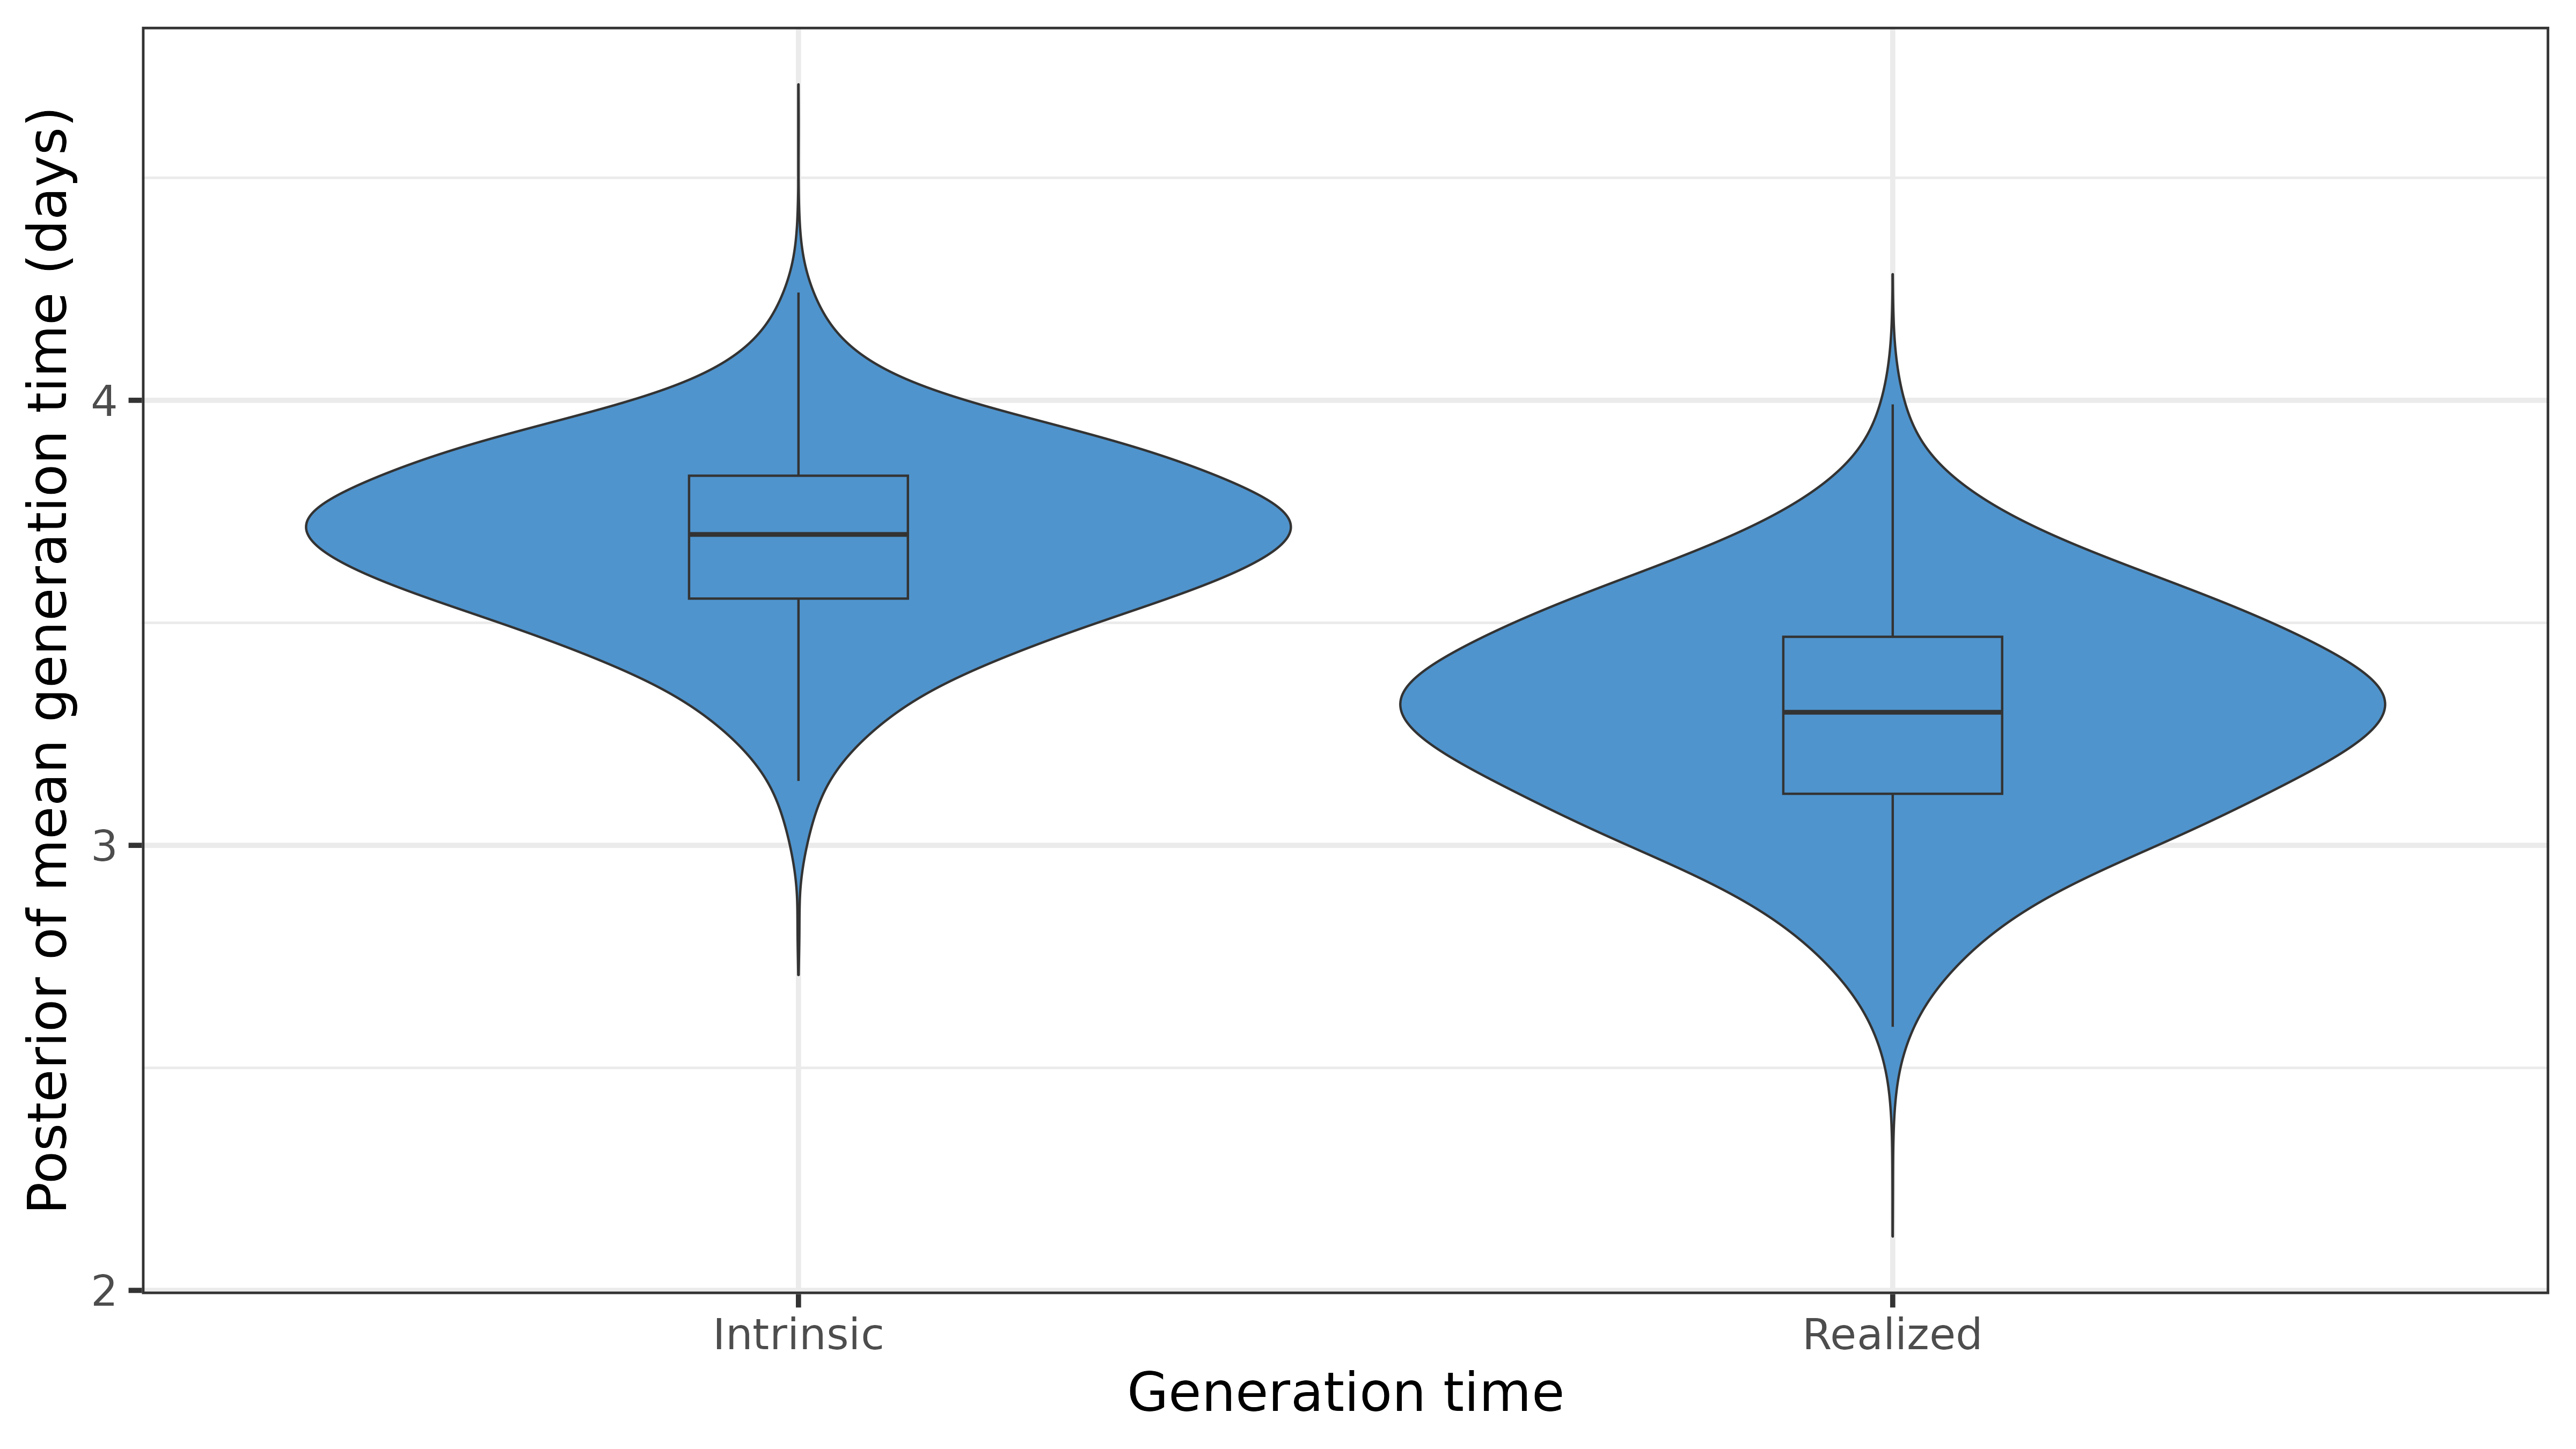 Posterior of mean generation time (days)
4
3
2
Intrinsic
Realized
Generation time